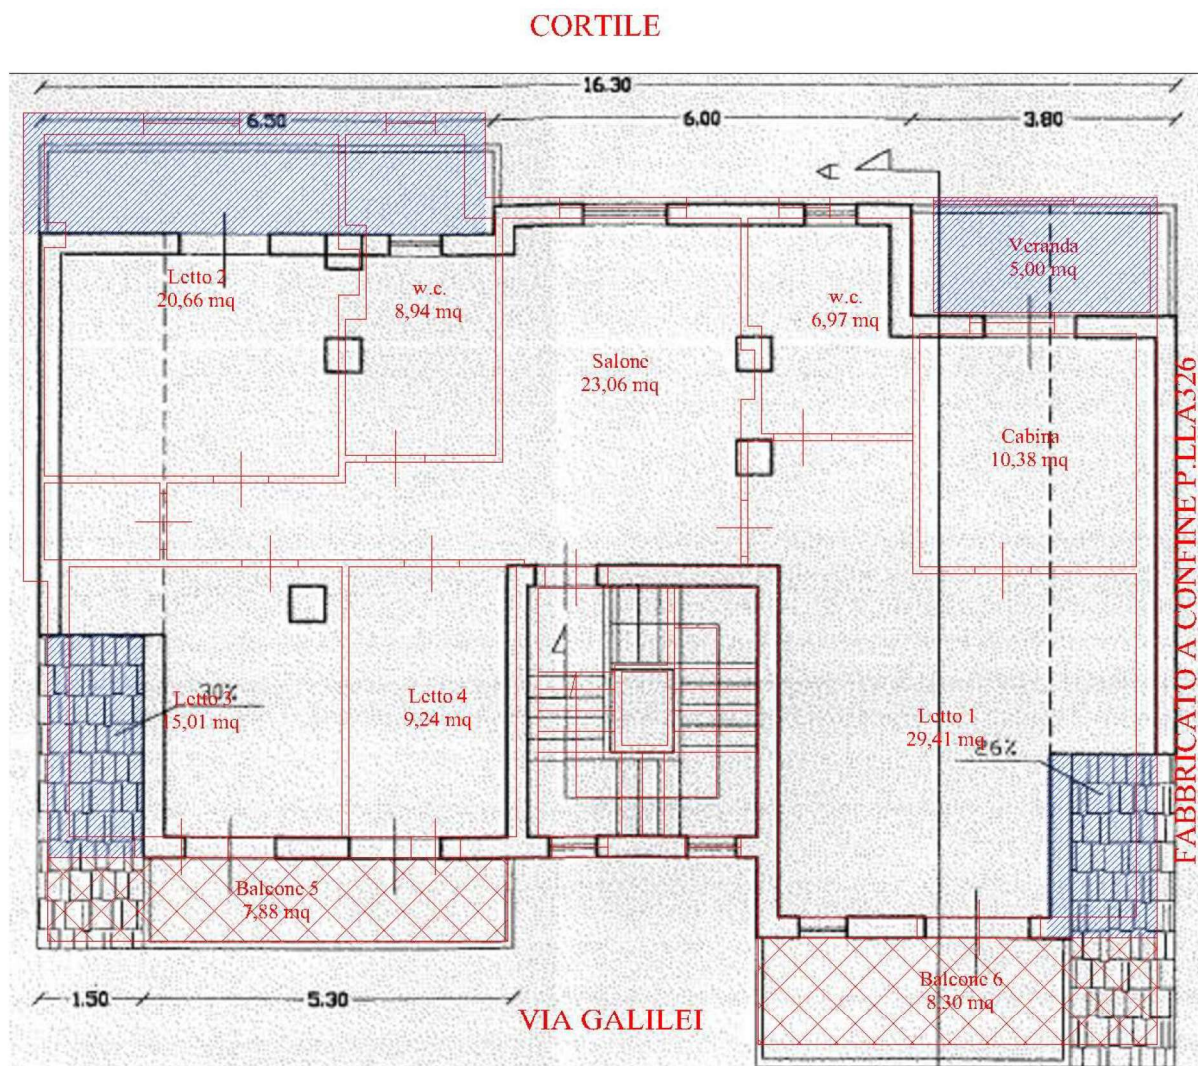 CORTILE
16.30
6.50
6.00
3.80
A
Veranda
5,00 mq
Letto 2
20,66 mq
w.c.
8,94 mq
w.c.
6,97 mq
Salone
23,06 mq
Cabina
10,38 mq
FABBRICATO A CONFINE P.LLA326
Letto 3
30%
15,01 mq
Letto 4
9,24 mq
Letto 1
29,41 mq
26%
Balcone 5
7,88 mq
Balcone 6
8,30 mq
1.50
5.30
VIA GALILEI